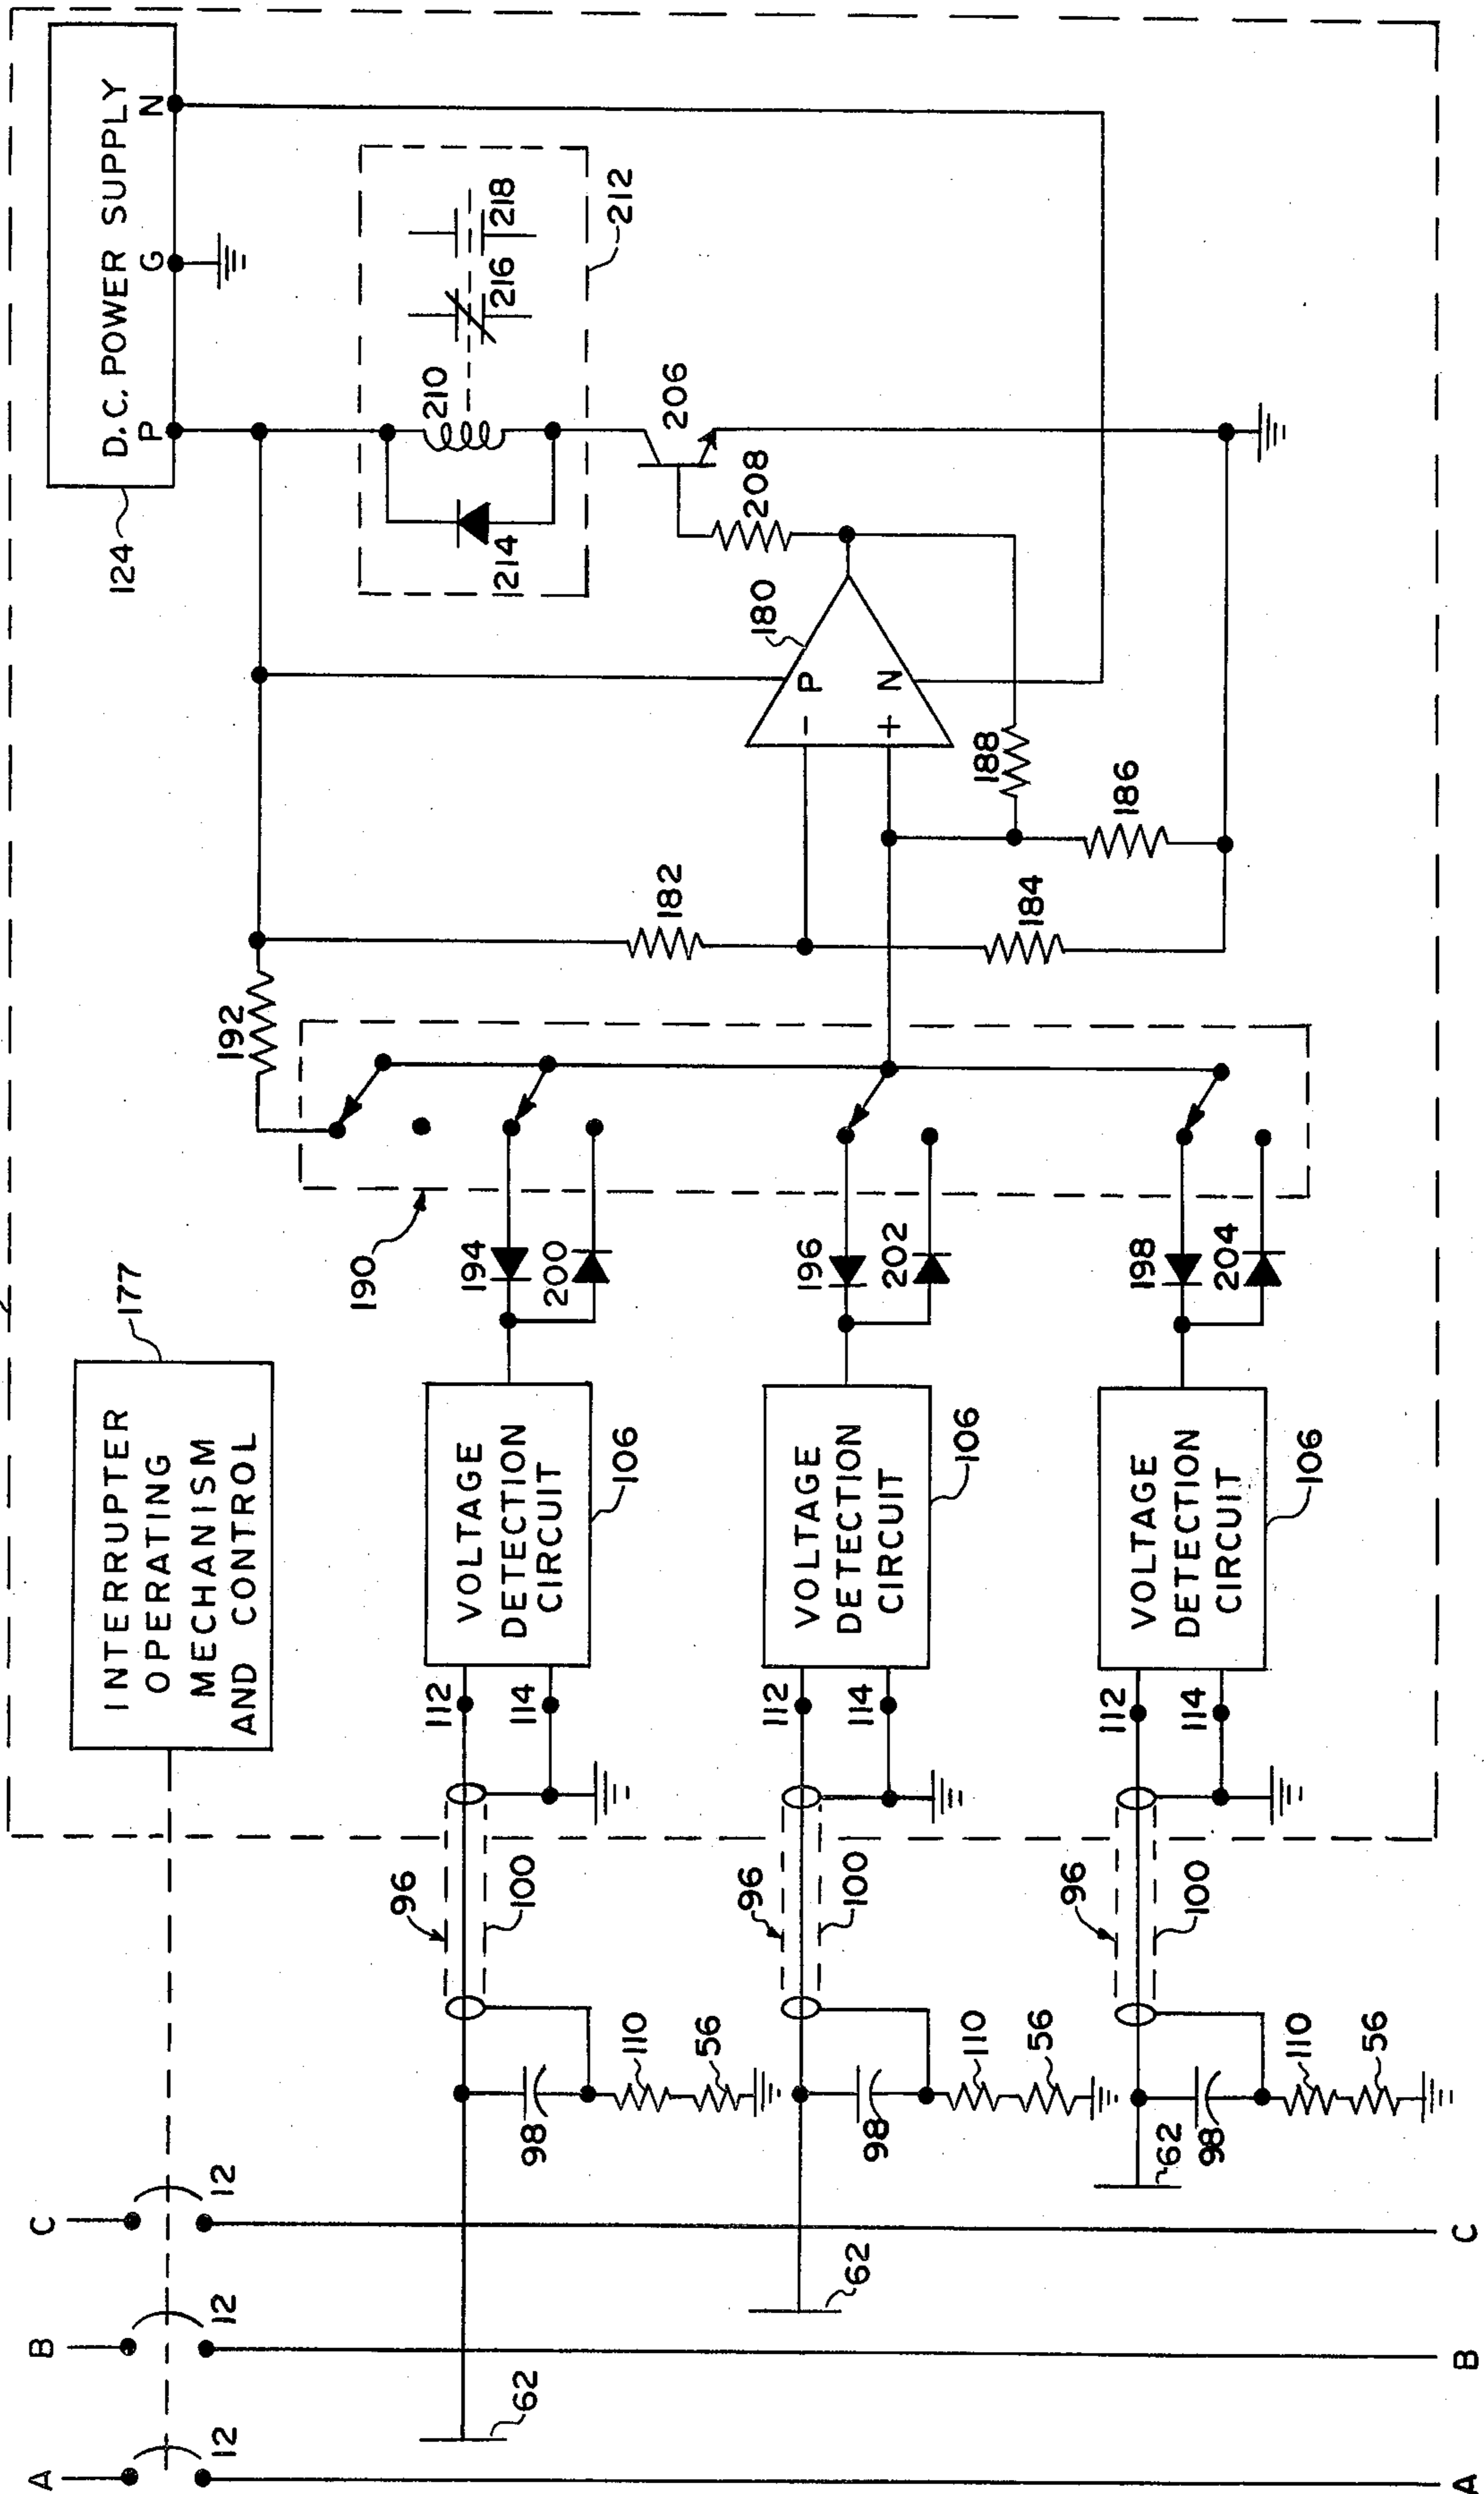 A
B
C
12
12
12
62
62
62
98
98
98
110
56
110
56
110
56
96
100
96
100
96
100
INTERRUPTER
OPERATING
MECHANISM
AND CONTROL
177
112
114
112
114
112
114
VOLTAGE
DETECTION
CIRCUIT
106
VOLTAGE
DETECTION
CIRCUIT
106
VOLTAGE
DETECTION
CIRCUIT
106
190
194
200
196
202
198
204
192
182
184
186
188
180
P
N
-
+
208
206
210
214
216
218
212
124
D.C. POWER SUPPLY
P
G
N
A
B
C